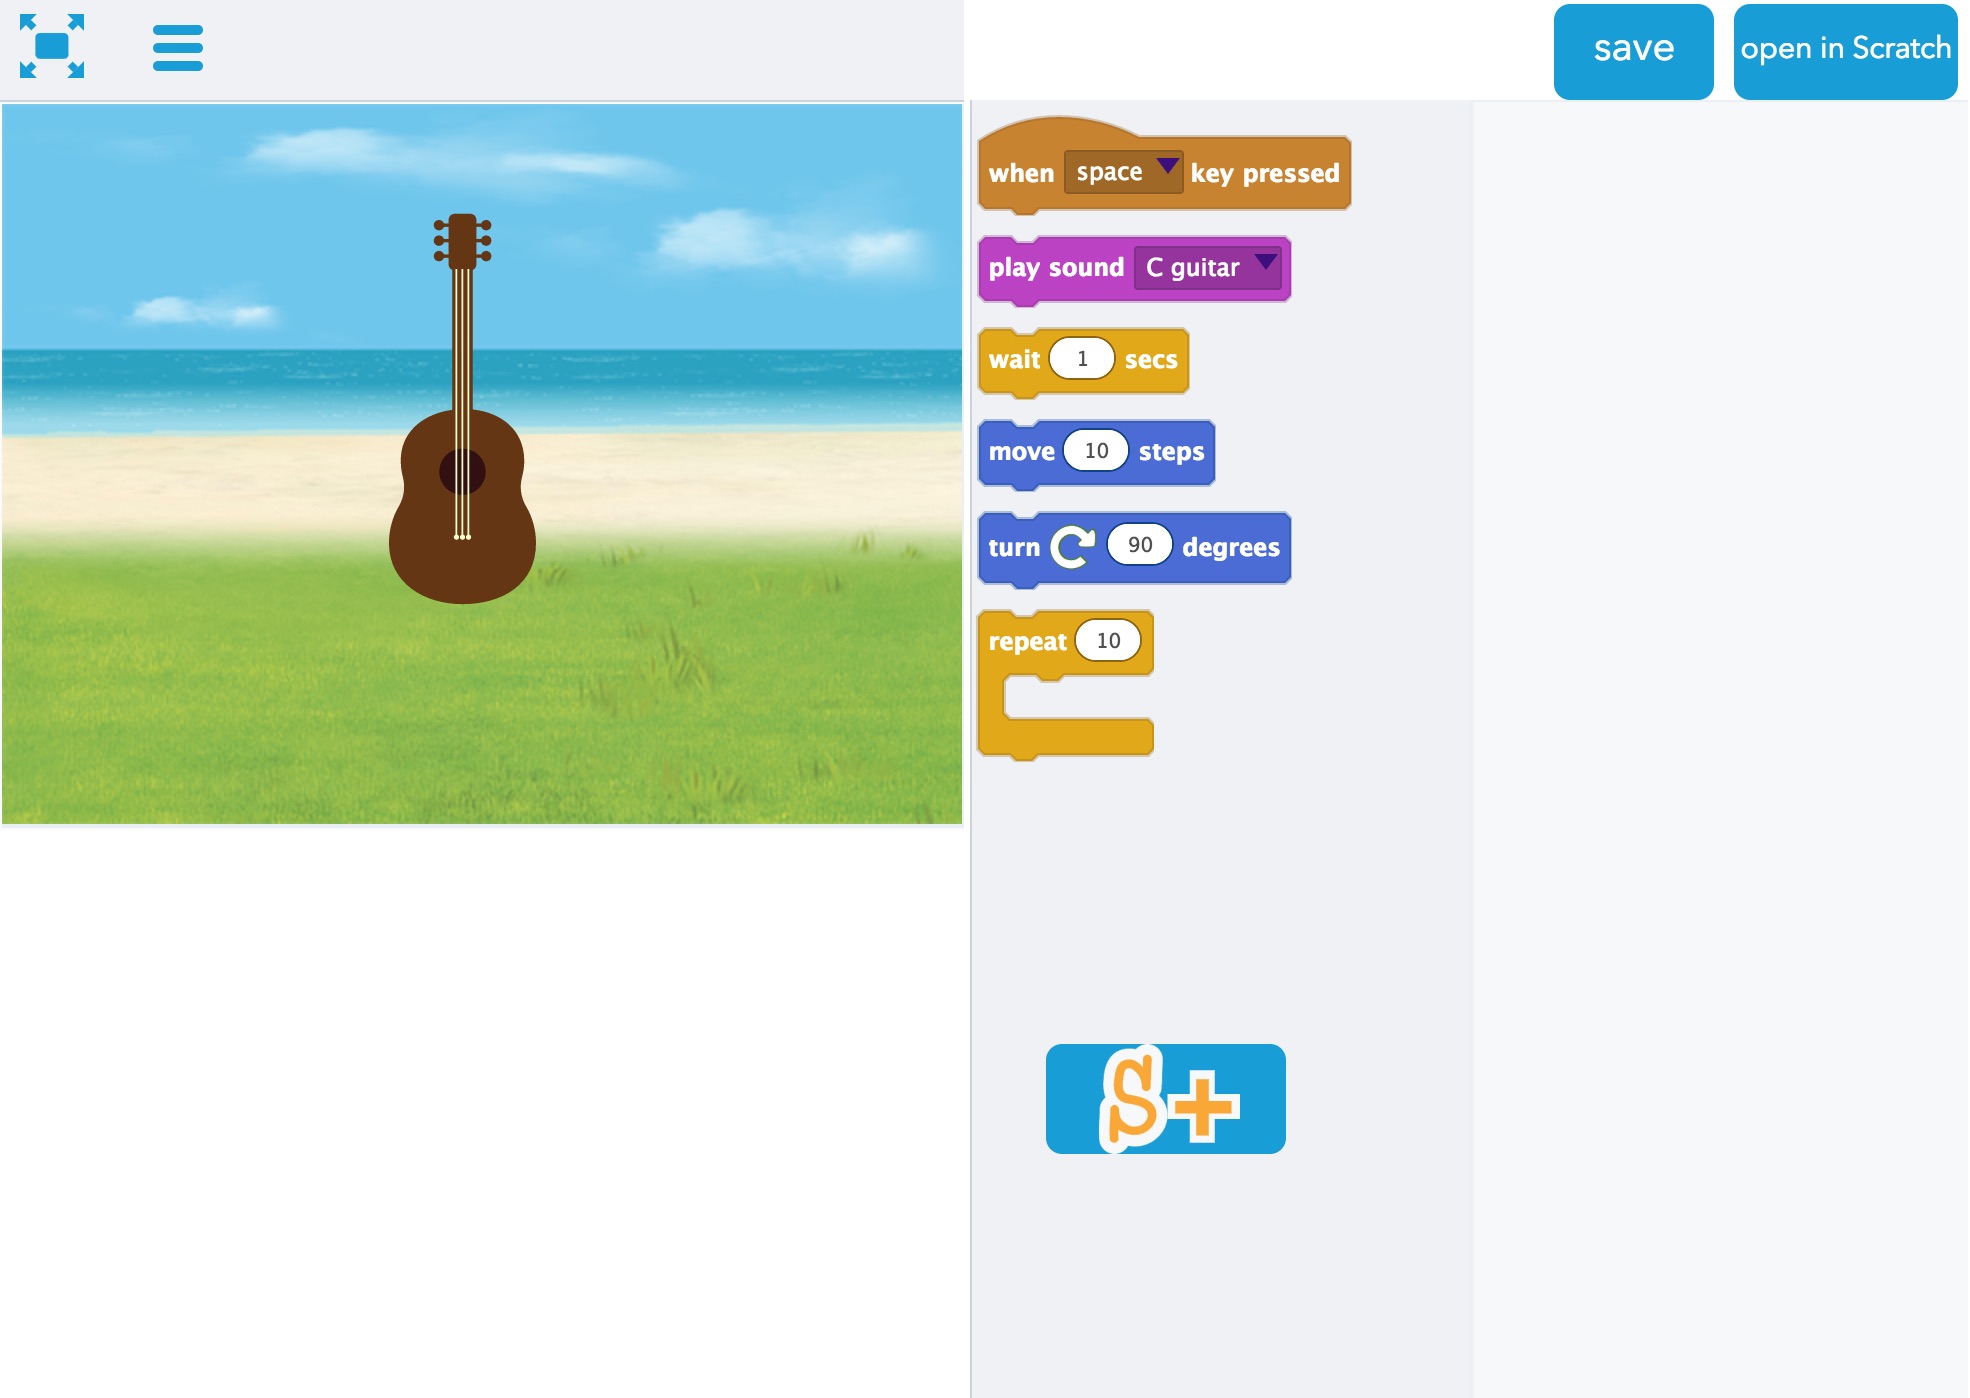 save
open in Scratch
when space key pressed
play sound C guitar
wait 1 secs
move 10 steps
turn 90 degrees
repeat 10
S+